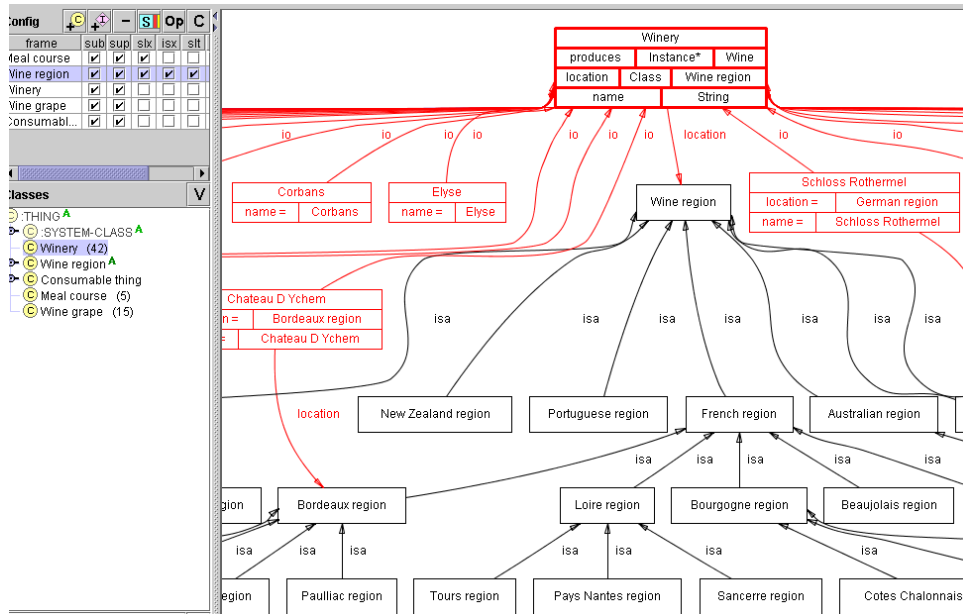 Config C I − S Op C
frame sub sup slx isx slt
Meal course
Wine region
Winery
Wine grape
Consumabl...
Classes V
:THING A
C :SYSTEM-CLASS A
C Winery (42)
C Wine region A
C Consumable thing
C Meal course (5)
C Wine grape (15)
Winery
produces Instance* Wine
location Class Wine region
name String
io io io io io io io location io io
Corbans
name = Corbans
Elyse
name = Elyse
Wine region
Schloss Rothermel
location = German region
name = Schloss Rothermel
Chateau D Ychem
n = Bordeaux region
= Chateau D Ychem
isa isa isa isa isa isa
location
New Zealand region Portuguese region French region Australian region
isa isa isa isa isa isa
gion Bordeaux region Loire region Bourgogne region Beaujolais region
isa isa isa isa isa isa isa
egion Paulliac region Tours region Pays Nantes region Sancerre region Cotes Chalonnais